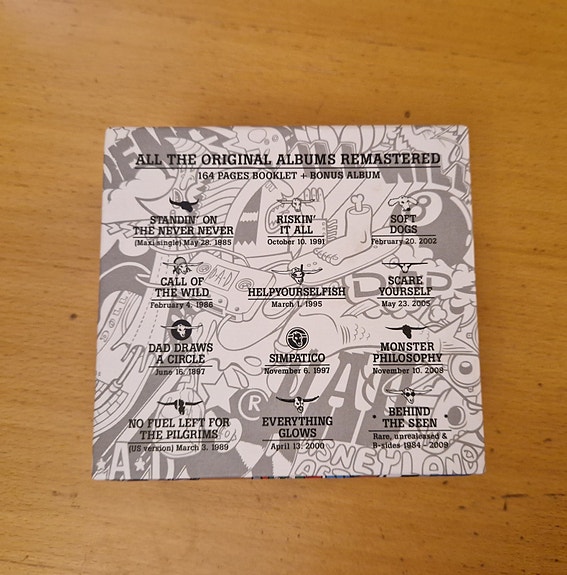 ALL THE ORIGINAL ALBUMS REMASTERED
164 PAGES BOOKLET + BONUS ALBUM
STANDIN' ON
THE NEVER NEVER
(Maxi single) May 28, 1985
CALL OF
THE WILD
February 4, 1986
DAD DRAWS
A CIRCLE
June 16, 1897
NO FUEL LEFT FOR
THE PILGRIMS
(US version) March 3, 1989
RISKIN'
IT ALL
October 10, 1991
HELPYOURSELFISH
March 1, 1995
SIMPATICO
November 6, 1997
EVERYTHING
GLOWS
April 13, 2000
SOFT
DOGS
February 20, 2002
SCARE
YOURSELF
May 23, 2005
MONSTER
PHILOSOPHY
November 10, 2008
• BEHIND •
THE SEEN
Rare, unrealeased &
B-sides 1984 – 2009